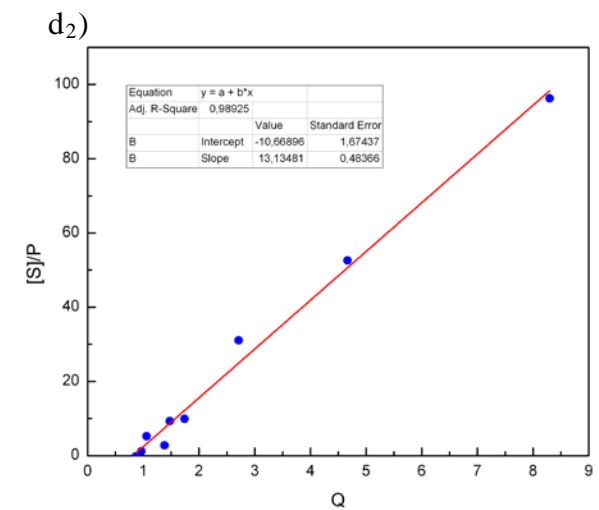 d2)
Equation y = a + b*x
Adj. R-Square 0,98925
Value Standard Error
B Intercept -10,66896 1,67437
B Slope 13,13481 0,48366
100
80
60
40
20
0
[S]/P
0 1 2 3 4 5 6 7 8 9
Q